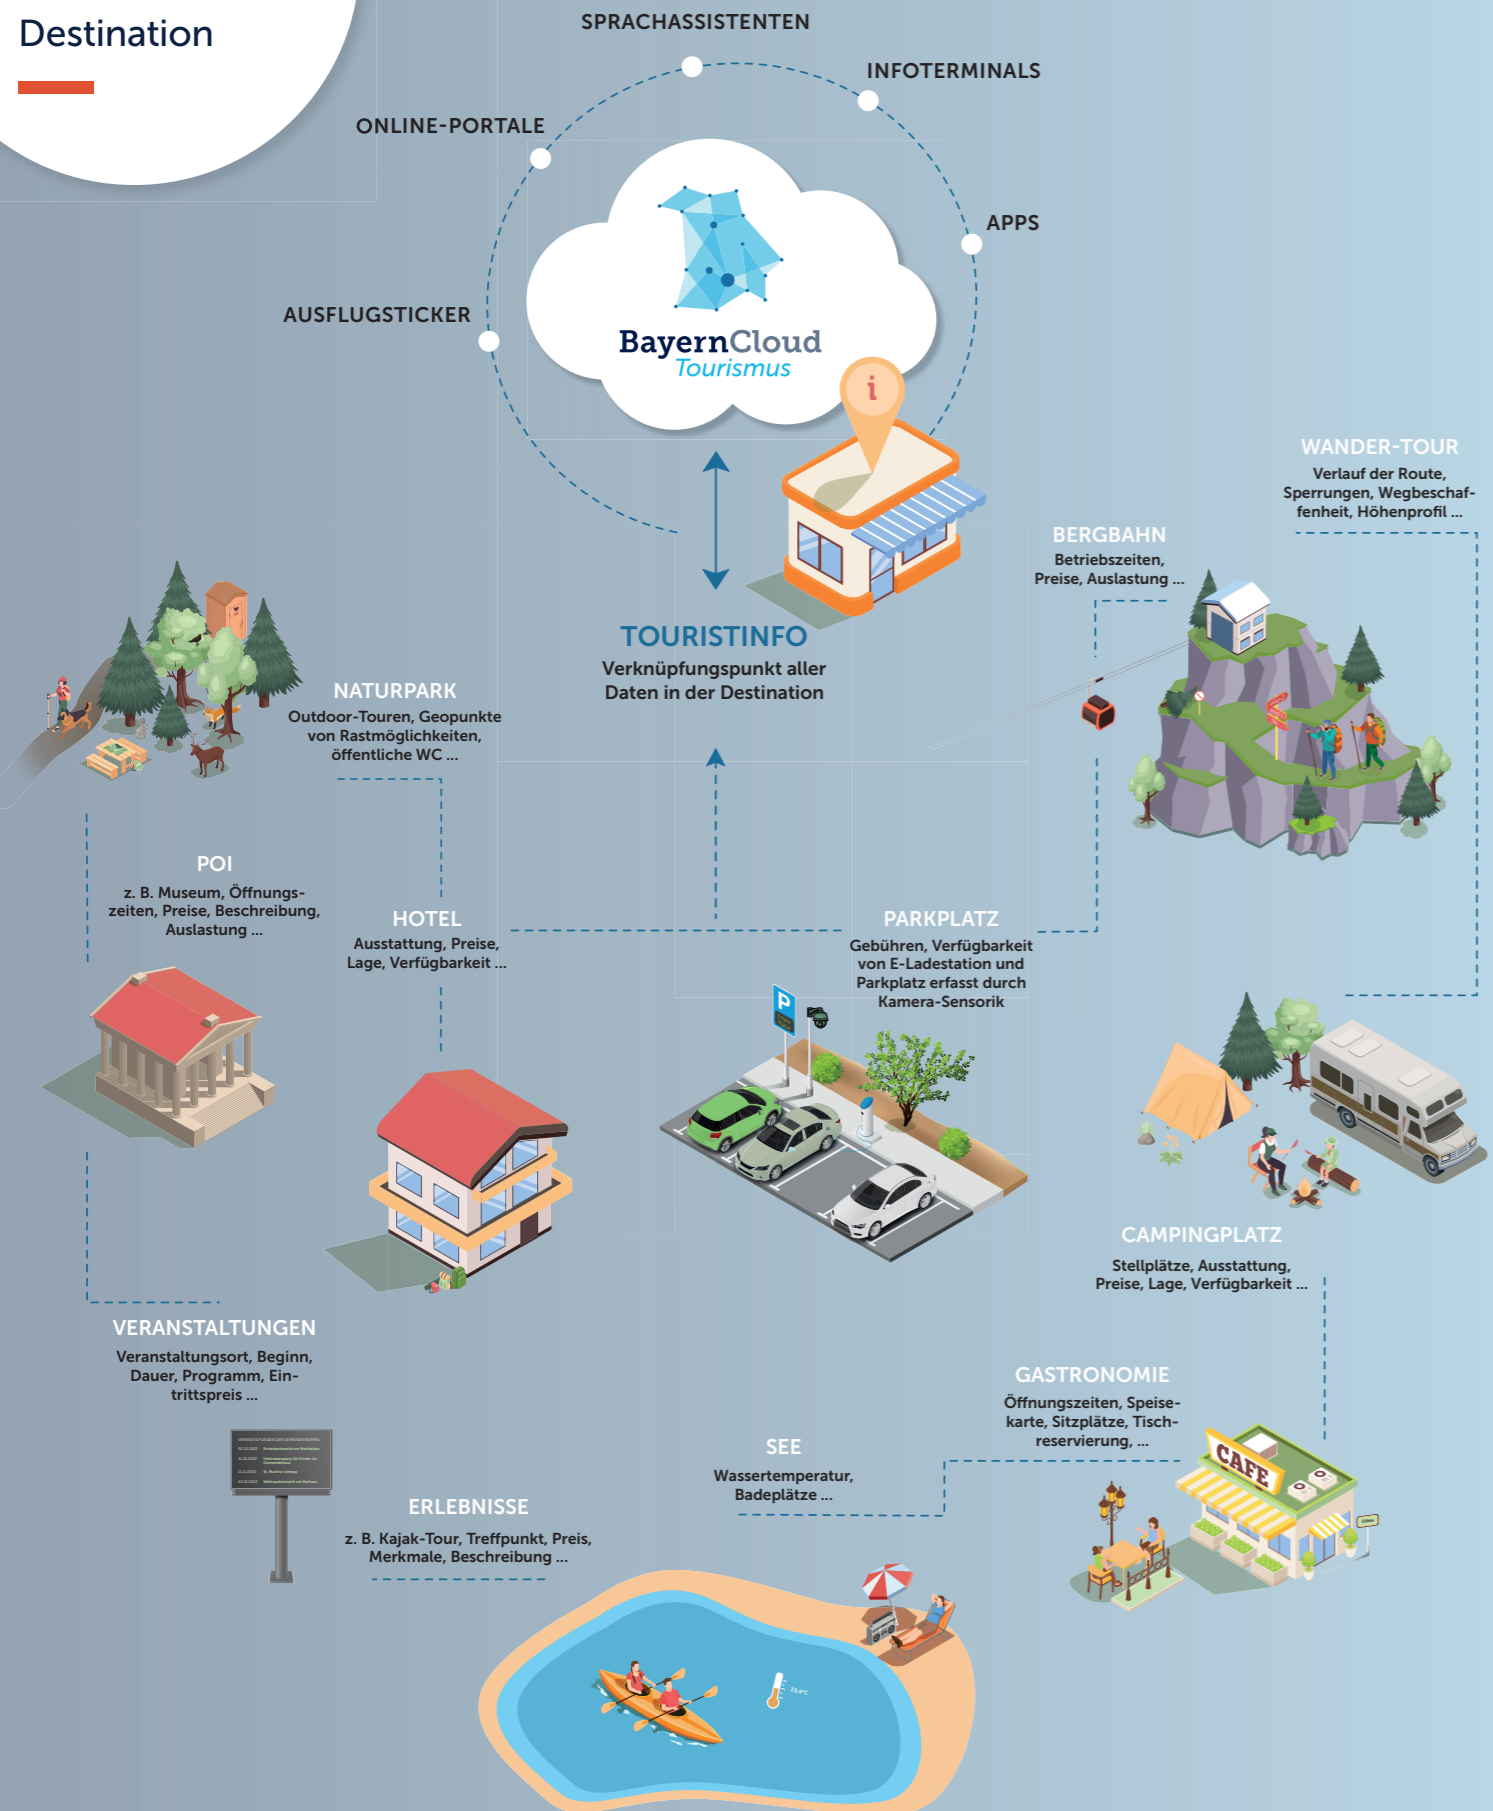 Destination
SPRACHASSISTENTEN
INFOTERMINALS
ONLINE-PORTALE
APPS
AUSFLUGSTICKER
BayernCloud
Tourismus
i
WANDER-TOUR
Verlauf der Route,
Sperrungen, Wegbeschaf-
fenheit, Höhenprofil ...
BERGBAHN
Betriebszeiten,
Preise, Auslastung ...
TOURISTINFO
Verknüpfungspunkt aller
Daten in der Destination
NATURPARK
Outdoor-Touren, Geopunkte
von Rastmöglichkeiten,
öffentliche WC ...
POI
z. B. Museum, Öffnungs-
zeiten, Preise, Beschreibung,
Auslastung ...
HOTEL
Ausstattung, Preise,
Lage, Verfügbarkeit ...
PARKPLATZ
Gebühren, Verfügbarkeit
von E-Ladestation und
Parkplatz erfasst durch
Kamera-Sensorik
P
CAMPINGPLATZ
Stellplätze, Ausstattung,
Preise, Lage, Verfügbarkeit ...
VERANSTALTUNGEN
Veranstaltungsort, Beginn,
Dauer, Programm, Ein-
trittspreis ...
GASTRONOMIE
Öffnungszeiten, Speise-
karte, Sitzplätze, Tisch-
reservierung, ...
CAFE
SEE
Wassertemperatur,
Badeplätze ...
ERLEBNISSE
z. B. Kajak-Tour, Treffpunkt, Preis,
Merkmale, Beschreibung ...